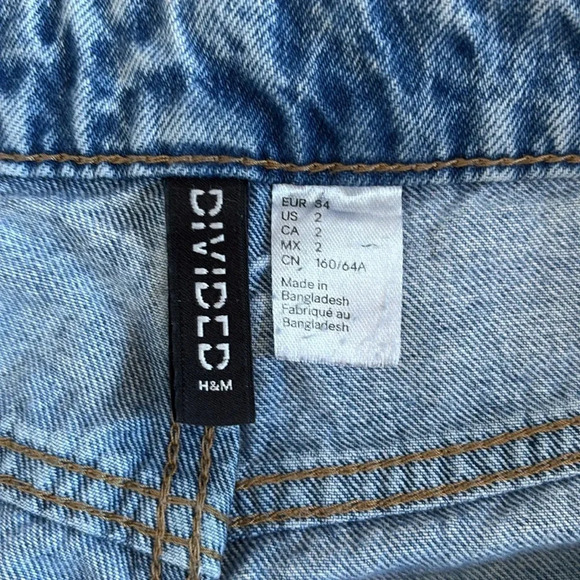 DIVIDED
H&M
EUR 34
US 2
CA 2
MX 2
CN 160/64A
Made in
Bangladesh
Fabriqué au
Bangladesh